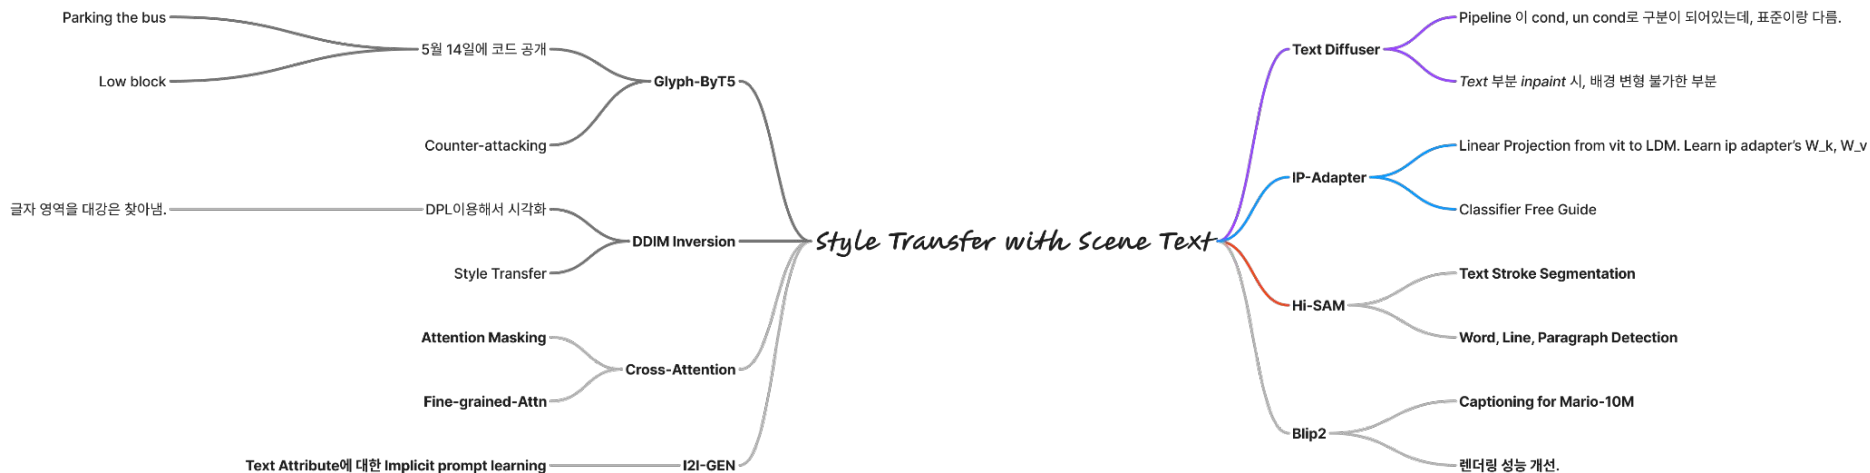 Style Transfer with Scene Text
Glyph-ByT5
5월 14일에 코드 공개
Parking the bus
Low block
Counter-attacking
DDIM Inversion
DPL이용해서 시각화
글자 영역을 대강은 찾아냄.
Style Transfer
Cross-Attention
Attention Masking
Fine-grained-Attn
I2I-GEN
Text Attribute에 대한 Implicit prompt learning
Text Diffuser
Pipeline 이 cond, un cond로 구분이 되어있는데, 표준이랑 다름.
Text 부분 inpaint 시, 배경 변형 불가한 부분
IP-Adapter
Linear Projection from vit to LDM. Learn ip adapter’s W_k, W_v
Classifier Free Guide
Hi-SAM
Text Stroke Segmentation
Word, Line, Paragraph Detection
Blip2
Captioning for Mario-10M
렌더링 성능 개선.